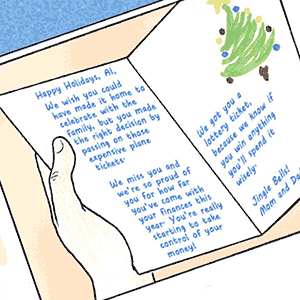 Happy Holidays, Al,
We wish you could
have made it home to
celebrate with the
family, but you made
the right decision by
passing on those
expensive plane
tickets.
We miss you and
we're so proud of
you for how far
you've come with
your finances this
year. You're really
starting to take
control of your
money!
We got you a
lottery ticket,
because we know if
you win anything
you'll spend it
wisely.
Jingle Bells!
Mom and Da